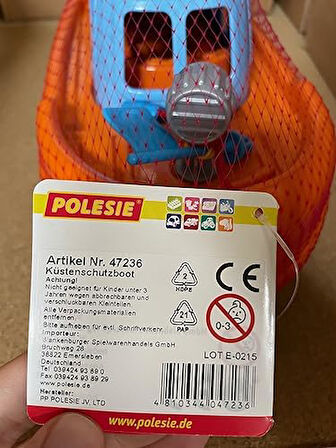 POLESIE
Artikel Nr. 47236
Küstenschutzboot
Achtung!
Nicht geeignet für Kinder unter 3
Jahren wegen abbrechbaren und
verschluckbaren Kleinteilen.
Alle Verpackungsmaterialien
entfernen.
Bitte aufheben für evtl. Schriftverkehr.
Importeur:
Blankenburger Spielwarenhandels GmbH
Bruchweg 26
38822 Emersleben
Deutschland
Tel. 039424 93 89 0
Fax 039424 93 89 29
www.polesie.de
Hersteller:
PP POLESIE JV, LTD
2
HDPE
21
PAP
CE
0-3
LOT E-0215
4 810344 047236
www.polesie.de